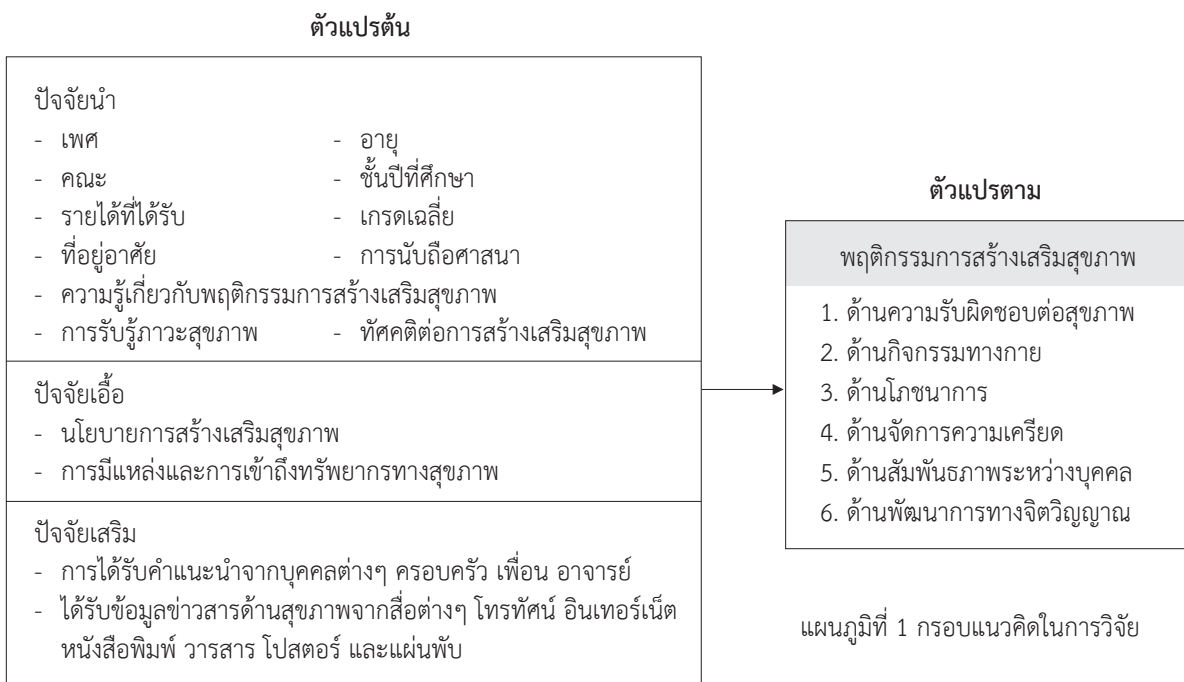 ตัวแปรต้น
ปัจจัยนำ
- เพศ - อายุ
- คณะ - ชั้นปีที่ศึกษา
- รายได้ที่ได้รับ - เกรดเฉลี่ย
- ที่อยู่อาศัย - การนับถือศาสนา
- ความรู้เกี่ยวกับพฤติกรรมการสร้างเสริมสุขภาพ
- การรับรู้ภาวะสุขภาพ - ทัศคติต่อการสร้างเสริมสุขภาพ
ปัจจัยเอื้อ
- นโยบายการสร้างเสริมสุขภาพ
- การมีแหล่งและการเข้าถึงทรัพยากรทางสุขภาพ
ปัจจัยเสริม
- การได้รับคำแนะนำจากบุคคลต่างๆ ครอบครัว เพื่อน อาจารย์
- ได้รับข้อมูลข่าวสารด้านสุขภาพจากสื่อต่างๆ โทรทัศน์ อินเทอร์เน็ต
หนังสือพิมพ์ วารสาร โปสตอร์ และแผ่นพับ
ตัวแปรตาม
พฤติกรรมการสร้างเสริมสุขภาพ
1. ด้านความรับผิดชอบต่อสุขภาพ
2. ด้านกิจกรรมทางกาย
3. ด้านโภชนาการ
4. ด้านจัดการความเครียด
5. ด้านสัมพันธภาพระหว่างบุคคล
6. ด้านพัฒนาการทางจิตวิญญาณ
แผนภูมิที่ 1 กรอบแนวคิดในการวิจัย